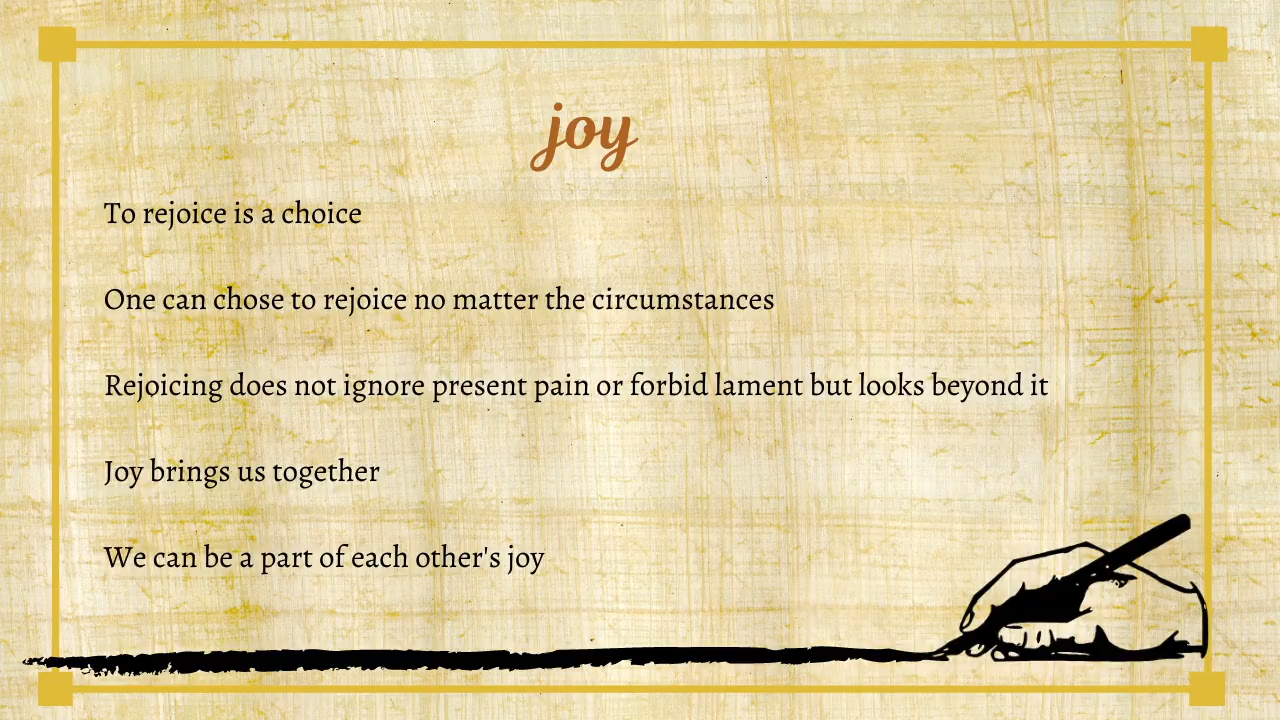 joy
To rejoice is a choice
One can chose to rejoice no matter the circumstances
Rejoicing does not ignore present pain or forbid lament but looks beyond it
Joy brings us together
We can be a part of each other's joy